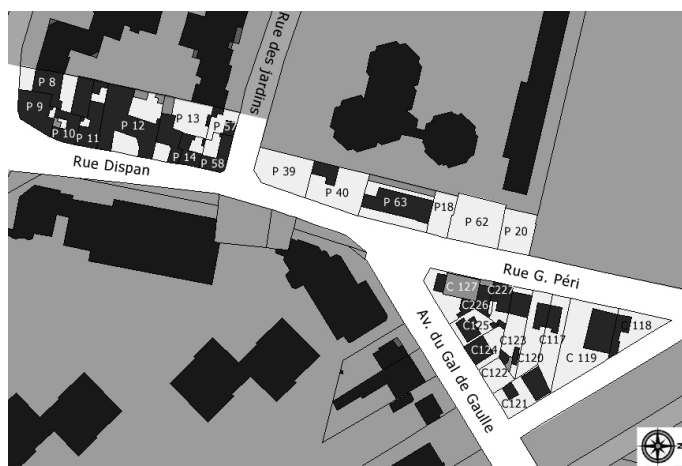 Rue des jardins
P 8
P 9
P 10
P 11
P 12
P 13
P 57
P 14
P 58
Rue Dispan
P 39
P 40
P 63
P18
P 62
P 20
Rue G. Péri
Av. du Gal de Gaulle
C 127
C227
C226
C125
C124
C123
C122
C121
C120
C117
C 119
C 118
N